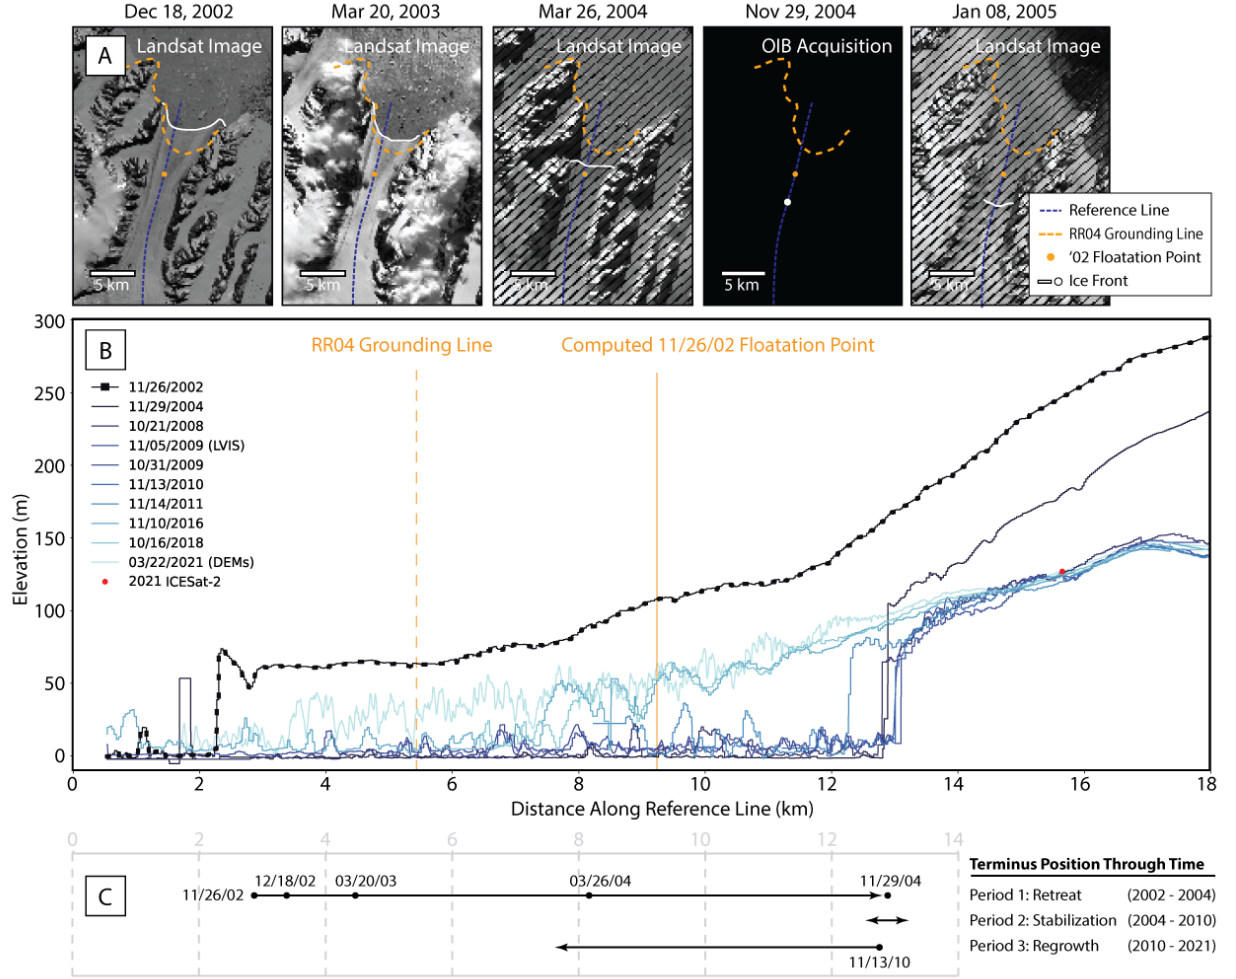 Dec 18, 2002 Mar 20, 2003 Mar 26, 2004 Nov 29, 2004 Jan 08, 2005
A Landsat Image Landsat Image Landsat Image OIB Acquisition Landsat Image
Reference Line
RR04 Grounding Line
'02 Floatation Point
Ice Front
5 km 5 km 5 km 5 km 5 km
B
RR04 Grounding Line Computed 11/26/02 Floatation Point
11/26/2002
11/29/2004
10/21/2008
11/05/2009 (LVIS)
10/31/2009
11/13/2010
11/14/2011
11/10/2016
10/16/2018
03/22/2021 (DEMs)
2021 ICESat-2
Elevation (m)
300
250
200
150
100
50
0
0 2 4 6 8 10 12 14 16 18
Distance Along Reference Line (km)
0 2 4 6 8 10 12 14
C
11/26/02 12/18/02 03/20/03 03/26/04 11/29/04
11/13/10
Terminus Position Through Time
Period 1: Retreat (2002 - 2004)
Period 2: Stabilization (2004 - 2010)
Period 3: Regrowth (2010 - 2021)